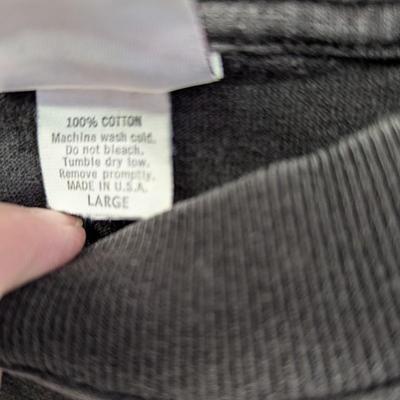 100% COTTON
Machine wash cold.
Do not bleach.
Tumble dry low.
Remove promptly.
MADE IN U.S.A.
LARGE